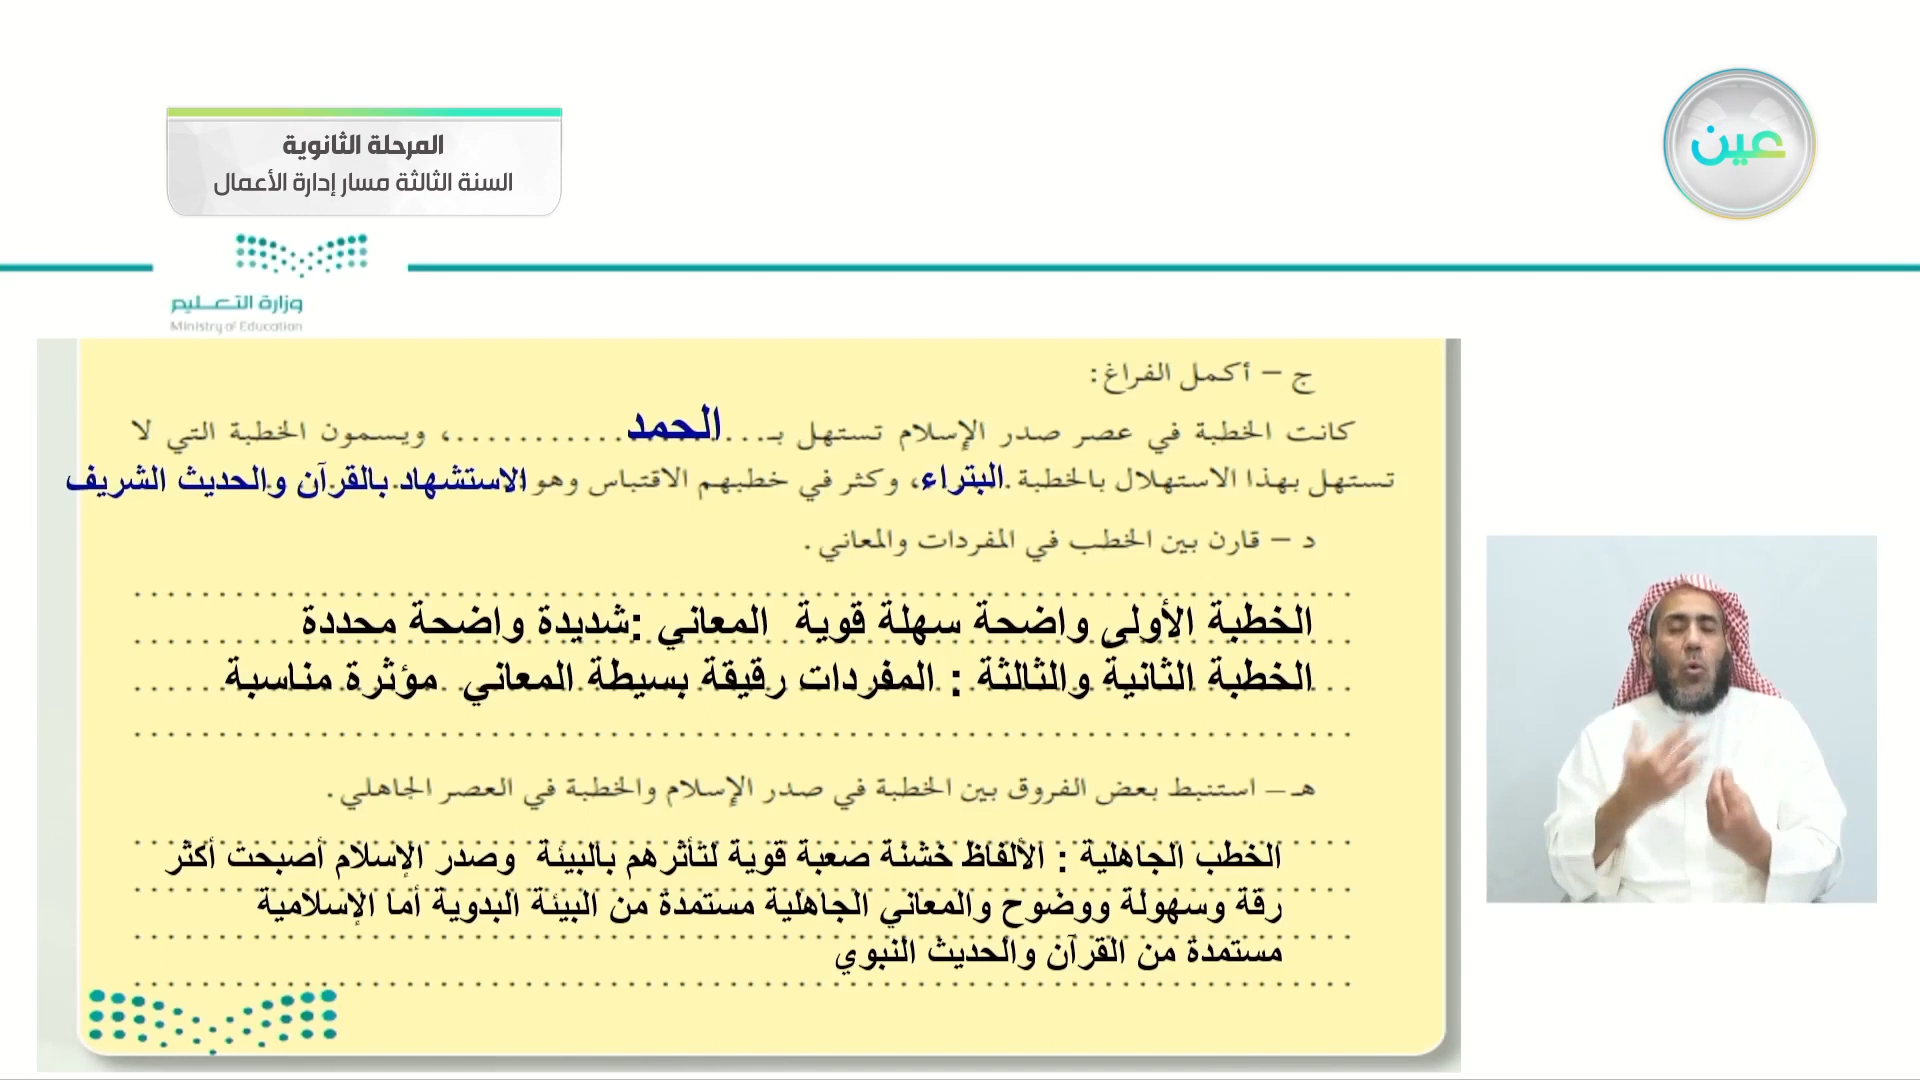 المرحلة الثانوية
السنة الثالثة مسار إدارة الأعمال
عين
وزارة التعليم
Ministry of Education
ج – أكمل الفراغ:
كانت الخطبة في عصر صدر الإسلام تستهل بـ.... الحمد ............، ويسمون الخطبة التي لا
تستهل بهذا الاستهلال بالخطبة .البتراء، وكثر في خطبهم الاقتباس وهو الاستشهاد بالقرآن والحديث الشريف
د – قارن بين الخطب في المفردات والمعاني .
الخطبة الأولى واضحة سهلة قوية المعاني :شديدة واضحة محددة
الخطبة الثانية والثالثة : المفردات رقيقة بسيطة المعاني مؤثرة مناسبة
هـ – استنبط بعض الفروق بين الخطبة في صدر الإسلام والخطبة في العصر الجاهلي .
الخطب الجاهلية : الألفاظ خشنة صعبة قوية لتأثرهم بالبيئة وصدر الإسلام أصبحت أكثر
رقة وسهولة ووضوح والمعاني الجاهلية مستمدة من البيئة البدوية أما الإسلامية
مستمدة من القرآن والحديث النبوي